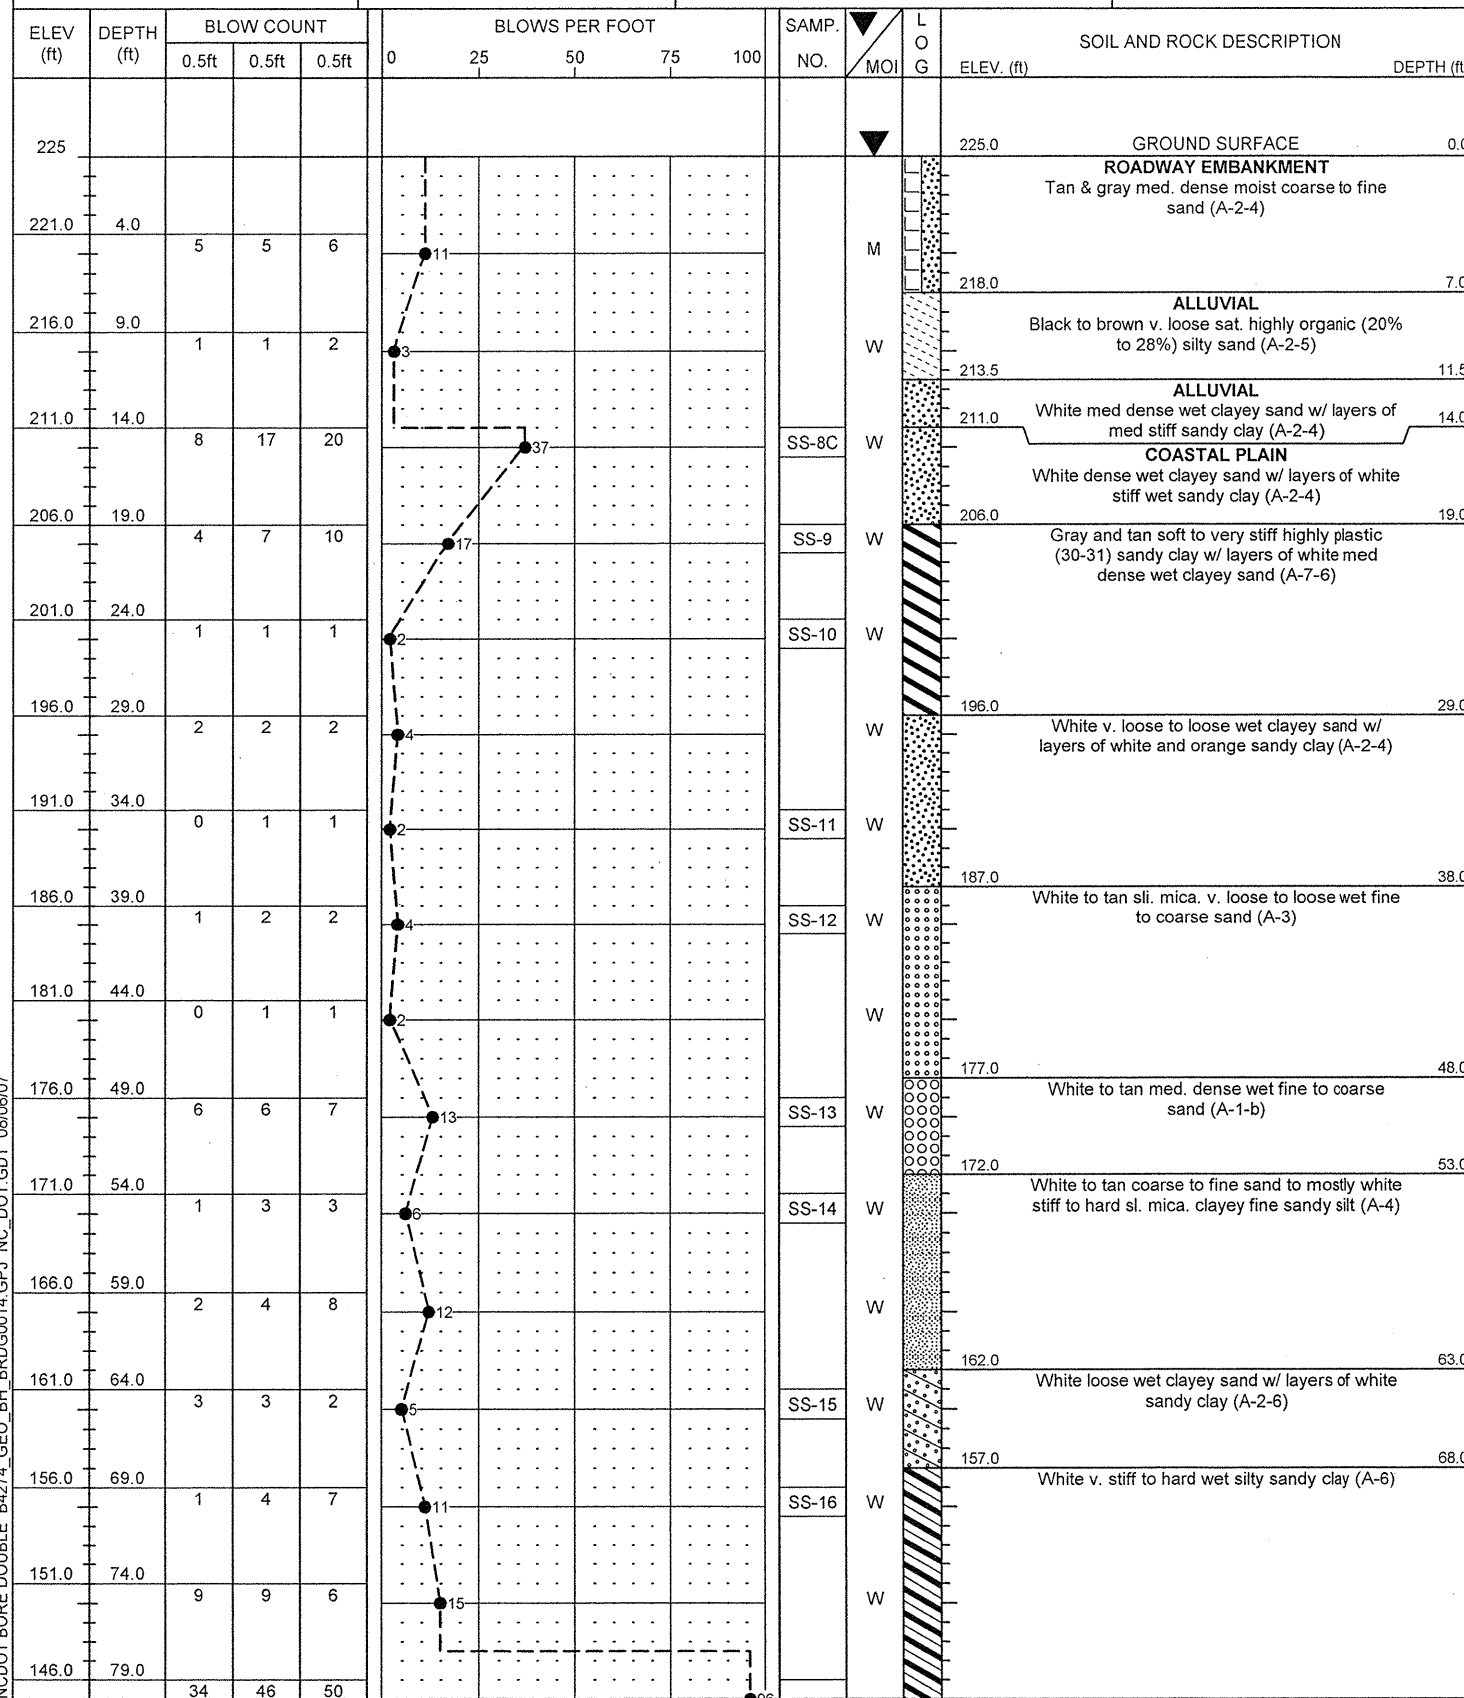 ELEV (ft) DEPTH (ft) BLOW COUNT BLOWS PER FOOT SAMP. NO. MOI LOG SOIL AND ROCK DESCRIPTION
0.5ft 0.5ft 0.5ft 0 25 50 75 100 ELEV. (ft) DEPTH (ft
225 225.0 GROUND SURFACE 0.0
ROADWAY EMBANKMENT
Tan & gray med. dense moist coarse to fine
sand (A-2-4)
221.0 4.0
5 5 6 11 M
218.0 7.0
ALLUVIAL
216.0 9.0 Black to brown v. loose sat. highly organic (20%
1 1 2 3 W to 28%) silty sand (A-2-5)
213.5 11.5
ALLUVIAL
211.0 14.0 White med dense wet clayey sand w/ layers of
211.0 med stiff sandy clay (A-2-4) 14.0
8 17 20 37 SS-8C W
COASTAL PLAIN
White dense wet clayey sand w/ layers of white
stiff wet sandy clay (A-2-4)
206.0 19.0 206.0 19.0
4 7 10 17 SS-9 W Gray and tan soft to very stiff highly plastic
(30-31) sandy clay w/ layers of white med
dense wet clayey sand (A-7-6)
201.0 24.0
1 1 1 2 SS-10 W
196.0 29.0 196.0 29.0
2 2 2 4 W White v. loose to loose wet clayey sand w/
layers of white and orange sandy clay (A-2-4)
191.0 34.0
0 1 1 2 SS-11 W
187.0 38.0
186.0 39.0 White to tan sli. mica. v. loose to loose wet fine
1 2 2 4 SS-12 W to coarse sand (A-3)
181.0 44.0
0 1 1 2 W
177.0 48.0
176.0 49.0 White to tan med. dense wet fine to coarse
6 6 7 13 SS-13 W sand (A-1-b)
172.0 53.0
171.0 54.0 White to tan coarse to fine sand to mostly white
1 3 3 6 SS-14 W stiff to hard sl. mica. clayey fine sandy silt (A-4)
166.0 59.0
2 4 8 12 W
162.0 63.0
161.0 64.0 White loose wet clayey sand w/ layers of white
3 3 2 5 SS-15 W sandy clay (A-2-6)
157.0 68.0
156.0 69.0 White v. stiff to hard wet silty sandy clay (A-6)
1 4 7 11 SS-16 W
151.0 74.0
9 9 6 15 W
146.0 79.0
34 46 50
NCDOT BORE DOUBLE B4274_GEO_BH_BRDG0014.GPJ NC_DOT.GDT